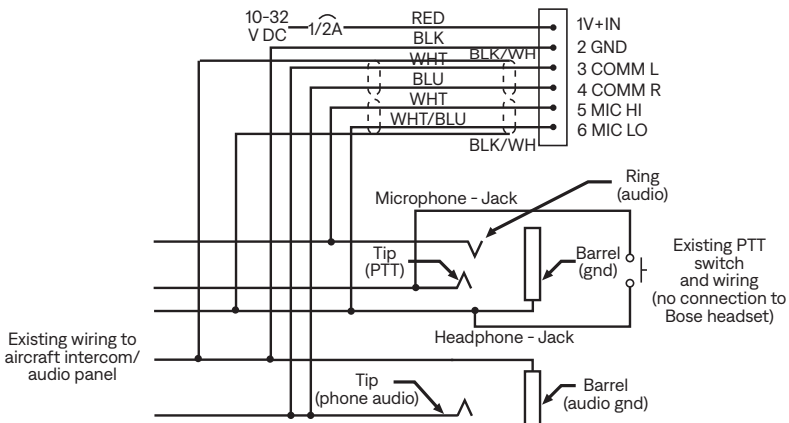 10-32
V DC
1/2A
RED
BLK
BLK/WH
WHT
BLU
WHT
WHT/BLU
BLK/WH
1V+IN
2 GND
3 COMM L
4 COMM R
5 MIC HI
6 MIC LO
Microphone - Jack
Ring
(audio)
Tip
(PTT)
Barrel
(gnd)
Existing PTT
switch
and wiring
(no connection to
Bose headset)
Headphone - Jack
Existing wiring to
aircraft intercom/
audio panel
Tip
(phone audio)
Barrel
(audio gnd)